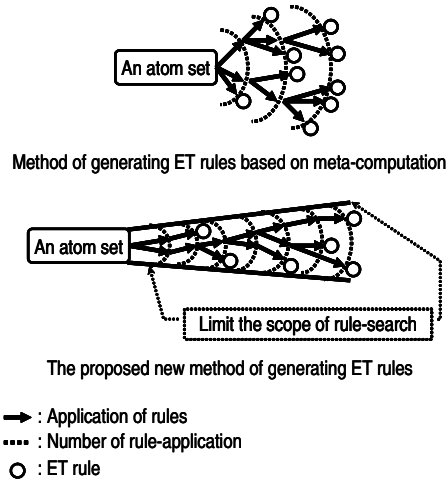 An atom set
Method of generating ET rules based on meta-computation
An atom set
Limit the scope of rule-search
The proposed new method of generating ET rules
: Application of rules
: Number of rule-application
: ET rule